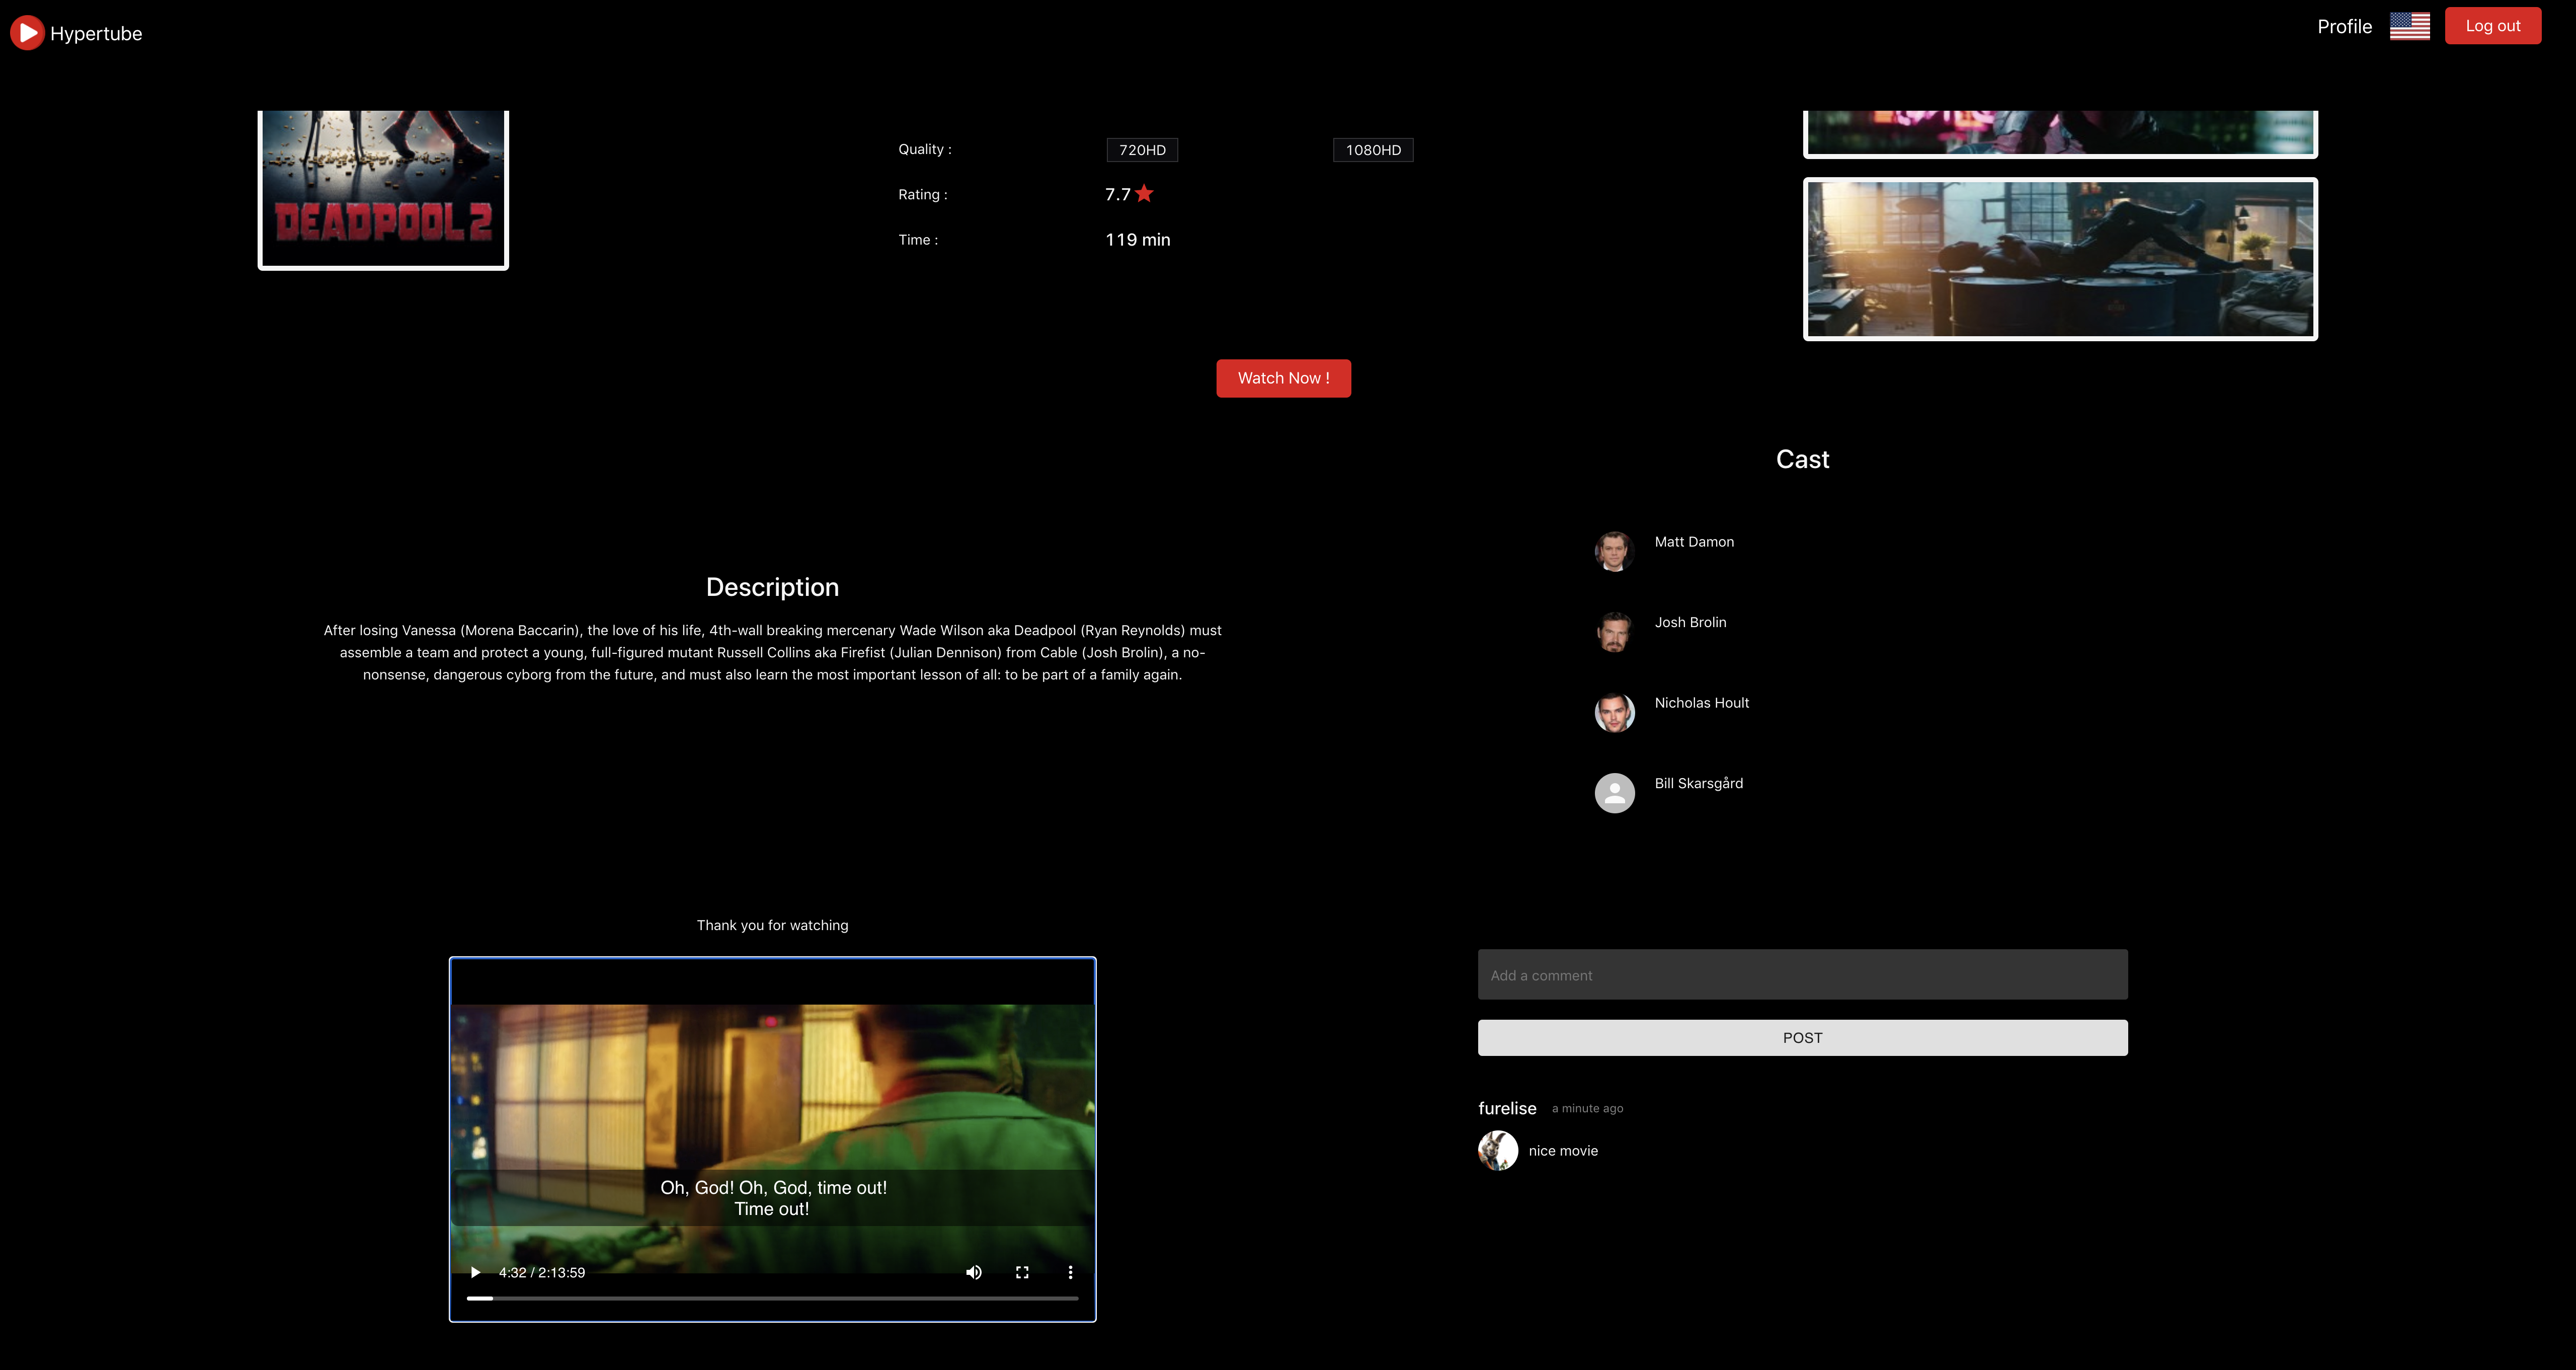 Hypertube
Profile
Log out
DEADPOOL 2
Quality :
720HD
1080HD
Rating :
7.7
Time :
119 min
Watch Now !
Cast
Matt Damon
Josh Brolin
Nicholas Hoult
Bill Skarsgård
Description
After losing Vanessa (Morena Baccarin), the love of his life, 4th-wall breaking mercenary Wade Wilson aka Deadpool (Ryan Reynolds) must
assemble a team and protect a young, full-figured mutant Russell Collins aka Firefist (Julian Dennison) from Cable (Josh Brolin), a no-
nonsense, dangerous cyborg from the future, and must also learn the most important lesson of all: to be part of a family again.
Thank you for watching
Oh, God! Oh, God, time out!
Time out!
4:32 / 2:13:59
Add a comment
POST
furelise a minute ago
nice movie